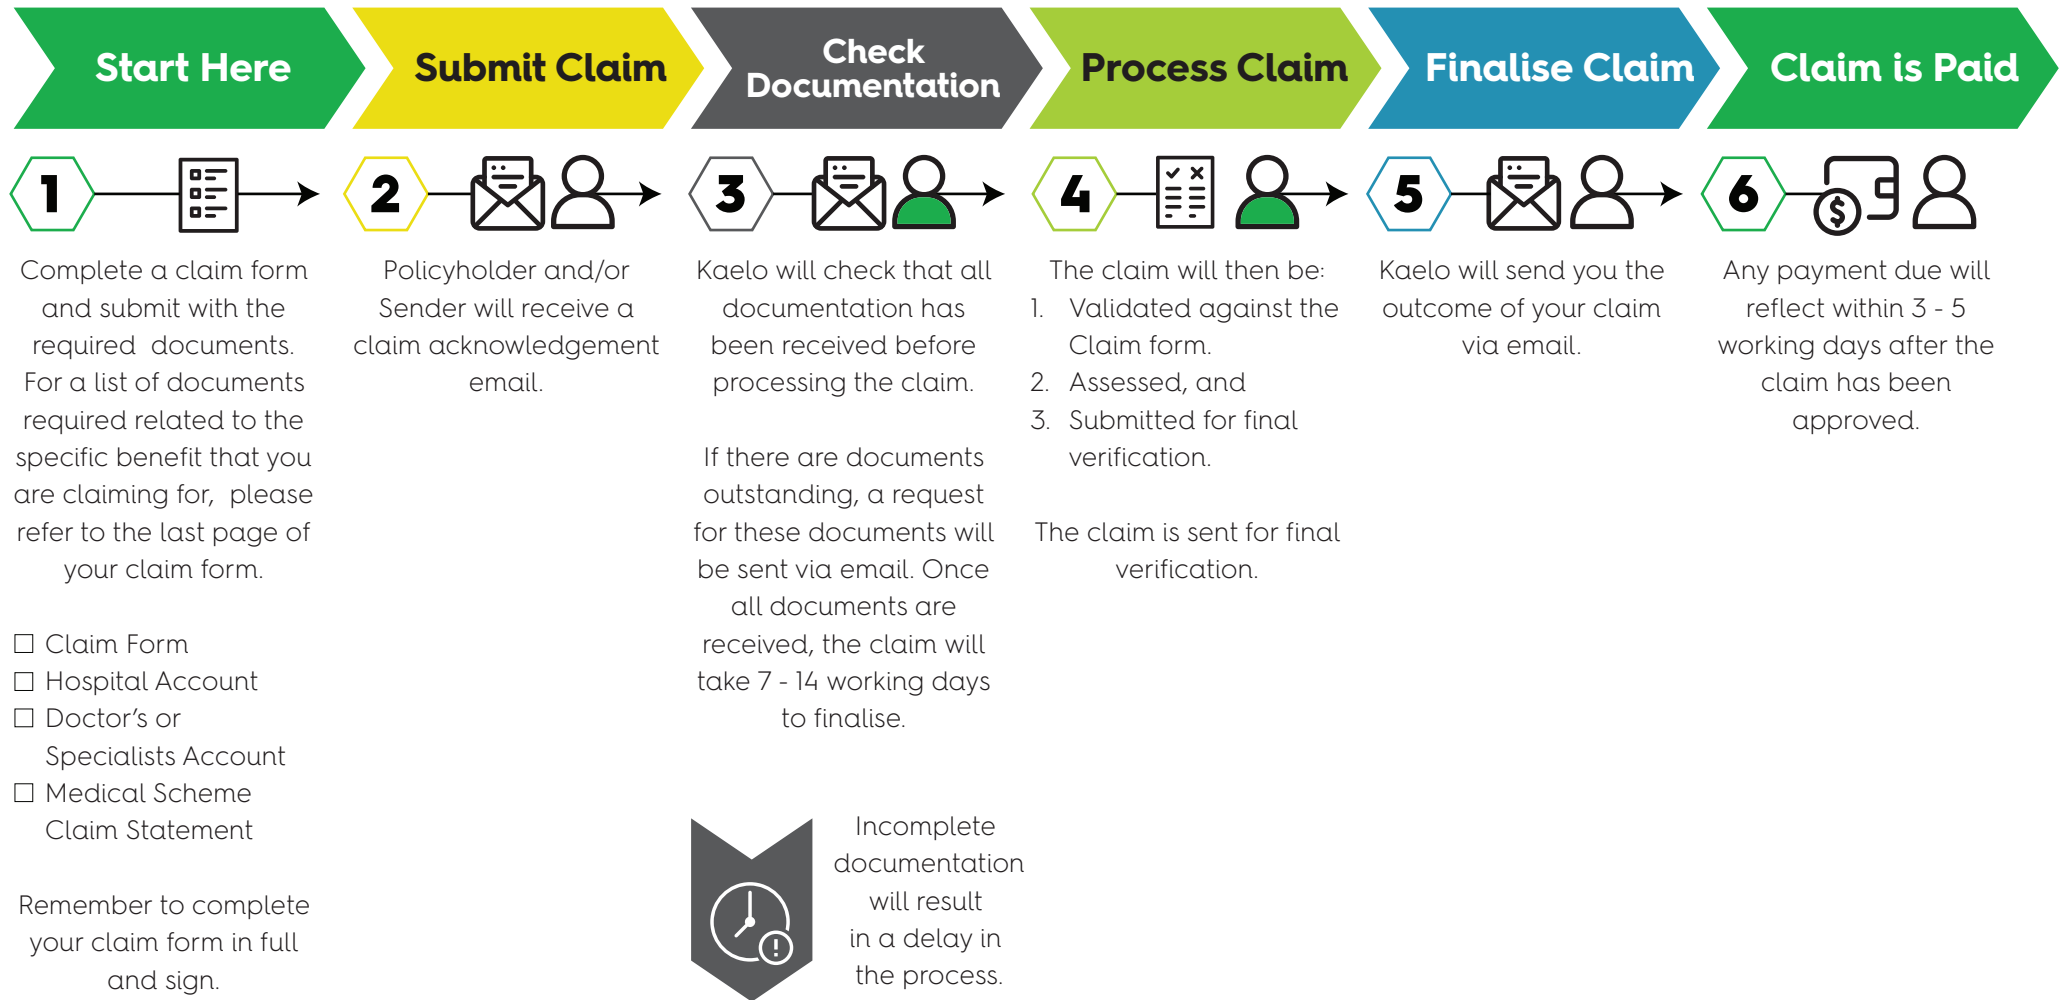 Start Here
Submit Claim
Check
Documentation
Process Claim
Finalise Claim
Claim is Paid
1
Complete a claim form
and submit with the
required documents.
For a list of documents
required related to the
specific benefit that you
are claiming for, please
refer to the last page of
your claim form.
☐ Claim Form
☐ Hospital Account
☐ Doctor's or
Specialists Account
☐ Medical Scheme
Claim Statement
Remember to complete
your claim form in full
and sign.
2
Policyholder and/or
Sender will receive a
claim acknowledgement
email.
3
Kaelo will check that all
documentation has
been received before
processing the claim.
If there are documents
outstanding, a request
for these documents will
be sent via email. Once
all documents are
received, the claim will
take 7 - 14 working days
to finalise.
Incomplete
documentation
will result
in a delay in
the process.
4
The claim will then be:
1. Validated against the
Claim form.
2. Assessed, and
3. Submitted for final
verification.
The claim is sent for final
verification.
5
Kaelo will send you the
outcome of your claim
via email.
6
$
Any payment due will
reflect within 3 - 5
working days after the
claim has been
approved.